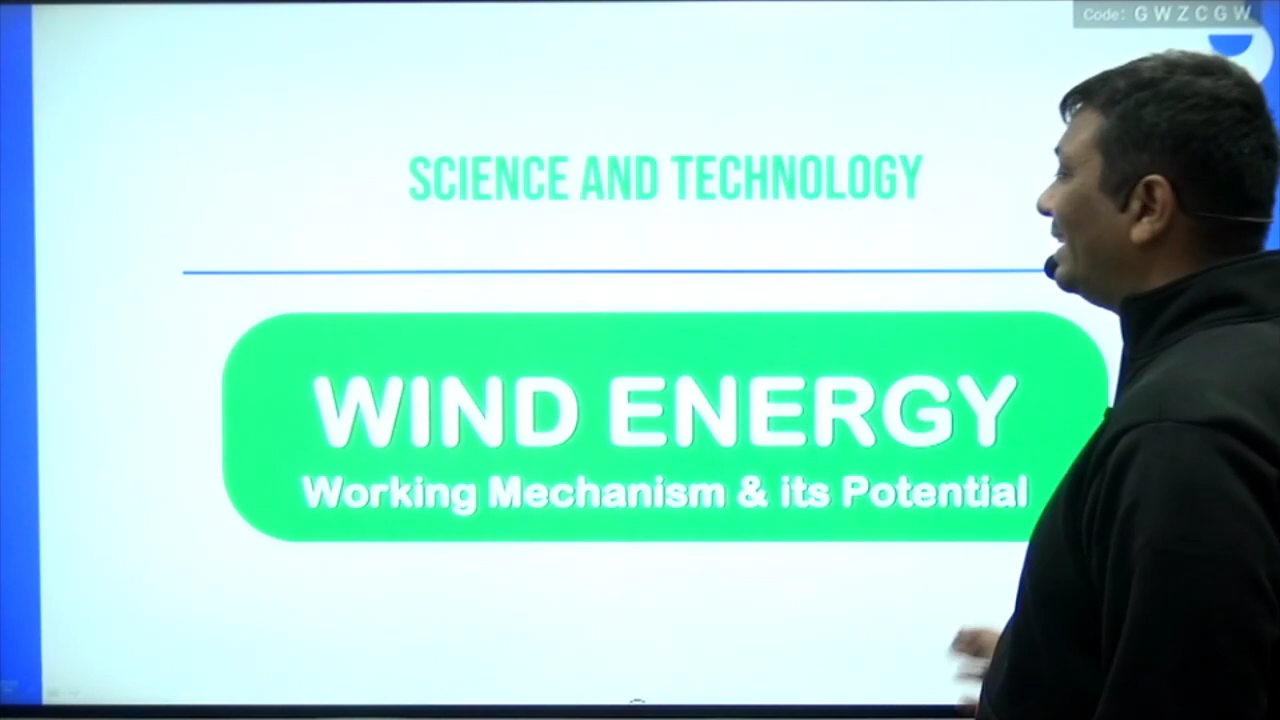 Code: GWZCGW
SCIENCE AND TECHNOLOGY
WIND ENERGY
Working Mechanism & its Potential